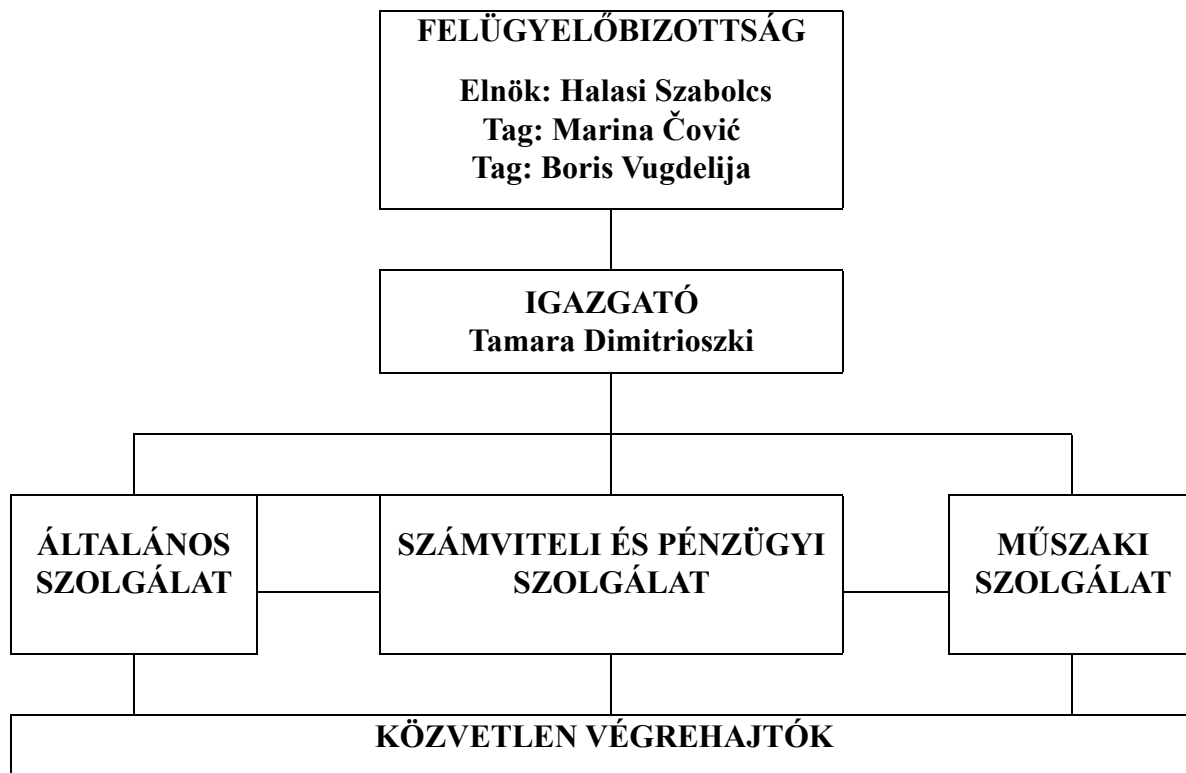 FELÜGYELŐBIZOTTSÁG
Elnök: Halasi Szabolcs
Tag: Marina Čović
Tag: Boris Vugdelija
IGAZGATÓ
Tamara Dimitrioszki
ÁLTALÁNOS
SZOLGÁLAT
SZÁMVITELI ÉS PÉNZÜGYI
SZOLGÁLAT
MŰSZAKI
SZOLGÁLAT
KÖZVETLEN VÉGREHAJTÓK